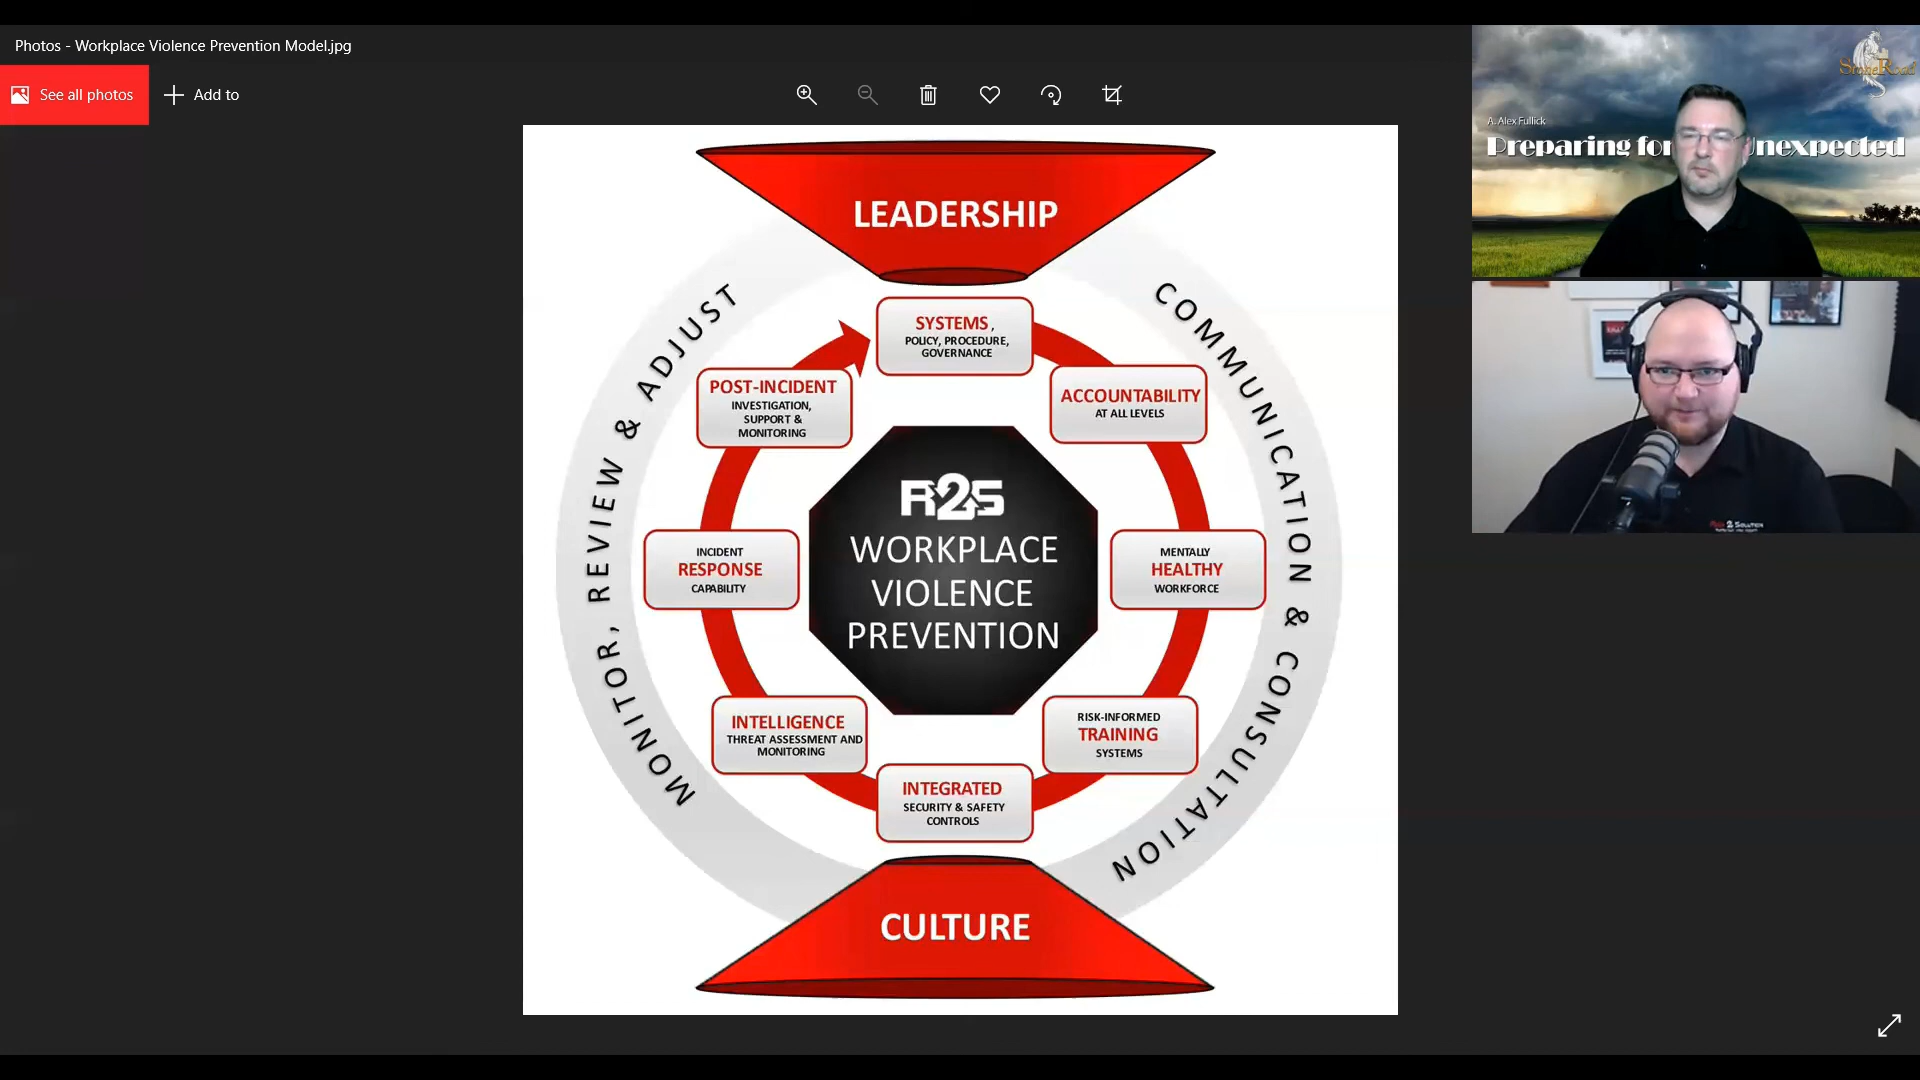 Photos - Workplace Violence Prevention Model.jpg
See all photos
Add to
LEADERSHIP
SYSTEMS ,
POLICY, PROCEDURE,
GOVERNANCE
ACCOUNTABILITY
AT ALL LEVELS
MENTALLY
HEALTHY
WORKFORCE
RISK-INFORMED
TRAINING
SYSTEMS
INTEGRATED
SECURITY & SAFETY
CONTROLS
INTELLIGENCE
THREAT ASSESSMENT AND
MONITORING
INCIDENT
RESPONSE
CAPABILITY
POST-INCIDENT
INVESTIGATION,
SUPPORT &
MONITORING
R2S
WORKPLACE
VIOLENCE
PREVENTION
MONITOR, REVIEW & ADJUST
COMMUNICATION & CONSULTATION
CULTURE
A. Alex Fullick
Preparing for Unexpected